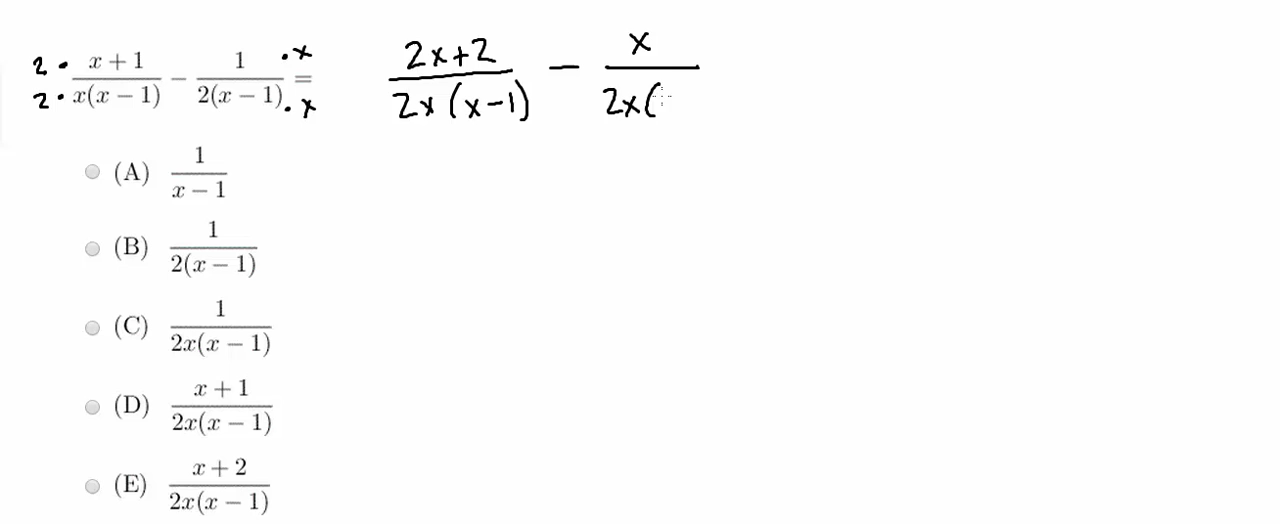 2 · (x + 1)/(x(x − 1)) · 2 − 1/(2(x − 1)) · x · x = (2x+2)/(2x(x−1)) − x/(2x(
(A) 1/(x − 1)
(B) 1/(2(x − 1))
(C) 1/(2x(x − 1))
(D) (x + 1)/(2x(x − 1))
(E) (x + 2)/(2x(x − 1))